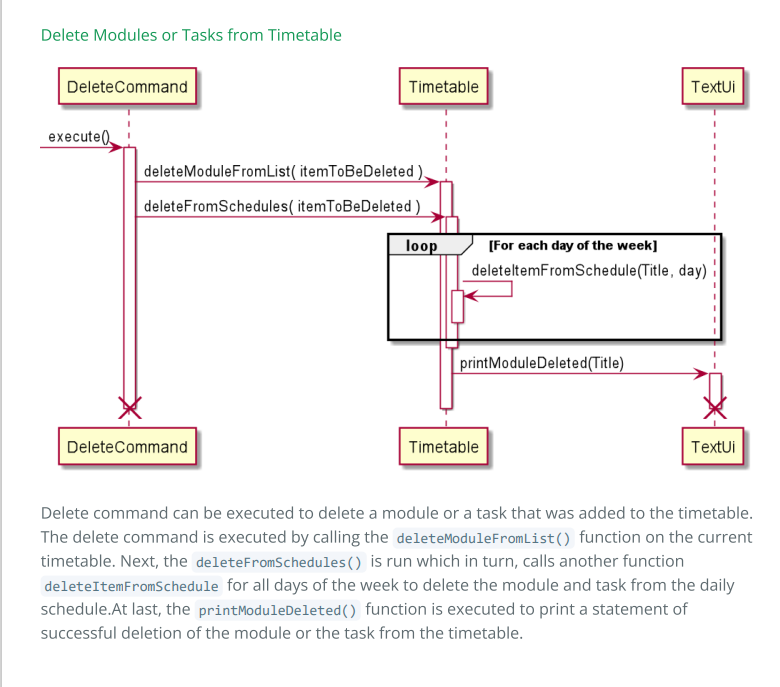 Delete Modules or Tasks from Timetable
DeleteCommand
Timetable
TextUi
execute()
deleteModuleFromList( itemToBeDeleted )
deleteFromSchedules( itemToBeDeleted )
loop
[For each day of the week]
deleteItemFromSchedule(Title, day)
printModuleDeleted(Title)
DeleteCommand
Timetable
TextUi
Delete command can be executed to delete a module or a task that was added to the timetable.
The delete command is executed by calling the deleteModuleFromList() function on the current
timetable. Next, the deleteFromSchedules() is run which in turn, calls another function
deleteItemFromSchedule for all days of the week to delete the module and task from the daily
schedule.At last, the printModuleDeleted() function is executed to print a statement of
successful deletion of the module or the task from the timetable.